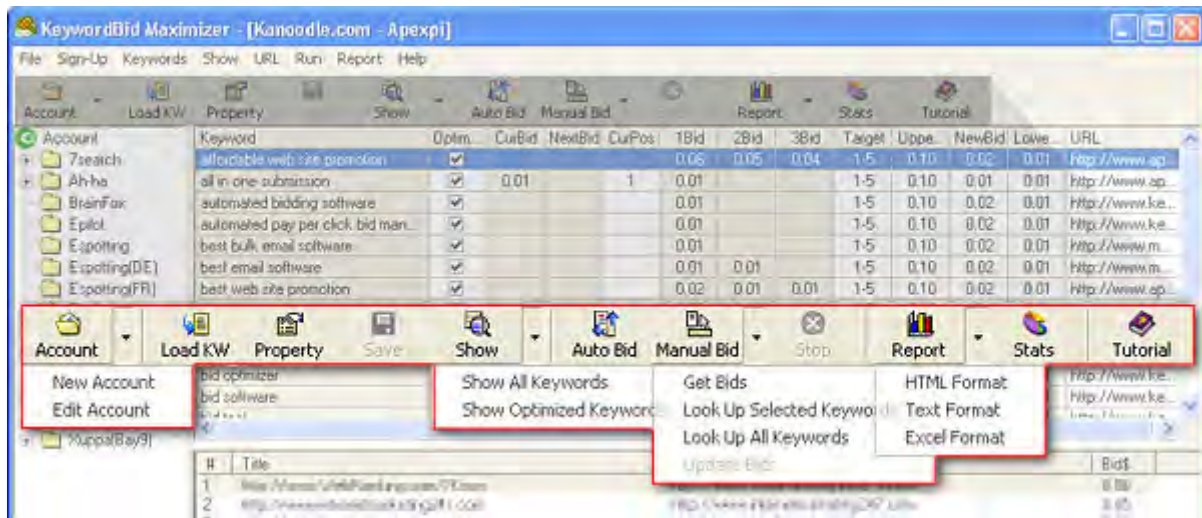 KeywordBid Maximizer - [Kanoodle.com - Apexpi]
File Sign-Up Keywords Show URL Run Report Help
Account Load KW Property Show Auto Bid Manual Bid Report Stats Tutorial
Account Keyword Optim... CurBid NextBid CurPos 1Bid 2Bid 3Bid Target Uppe... NewBid Lowe... URL
7search affordable web site promotion 0.06 0.05 0.04 1-5 0.10 0.02 0.01 http://www.ap...
Ah-ha all in one submission 0.01 1 0.01 1-5 0.10 0.01 0.01 http://www.ap...
BrainFox automated bidding software 0.01 1-5 0.10 0.02 0.01 http://www.ke...
Epilot automated pay per click bid man... 0.01 1-5 0.10 0.02 0.01 http://www.ke...
Espotting best bulk email software 0.01 1-5 0.10 0.02 0.01 http://www.m...
Espotting(DE) best email software 0.01 0.01 1-5 0.10 0.02 0.01 http://www.m...
Espotting(FR) best web site promotion 0.02 0.01 0.01 1-5 0.10 0.02 0.01 http://www.ap...
Account Load KW Property Save Show Auto Bid Manual Bid Stop Report Stats Tutorial
New Account bid optimizer Show All Keywords Get Bids HTML Format http://www.ke...
Edit Account bid software Show Optimized Keyword Look Up Selected Keywor Text Format http://www.ke...
Xuppa(Bay9) Look Up All Keywords Excel Format
Update Bids
# Title Bid$
1
2